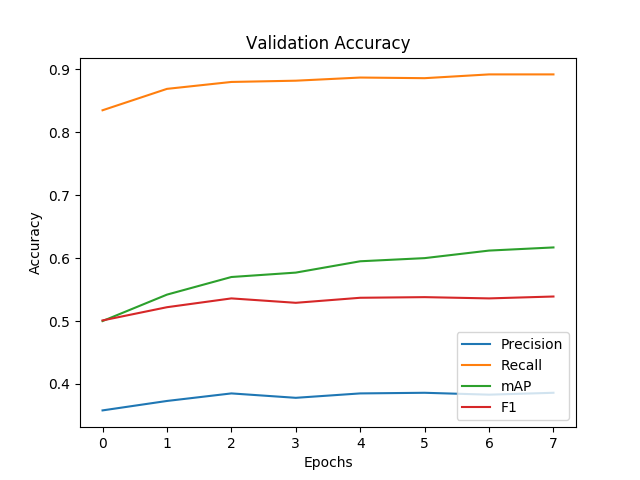 Validation Accuracy
Accuracy
0.9
0.8
0.7
0.6
0.5
0.4
Precision
Recall
mAP
F1
0 1 2 3 4 5 6 7
Epochs